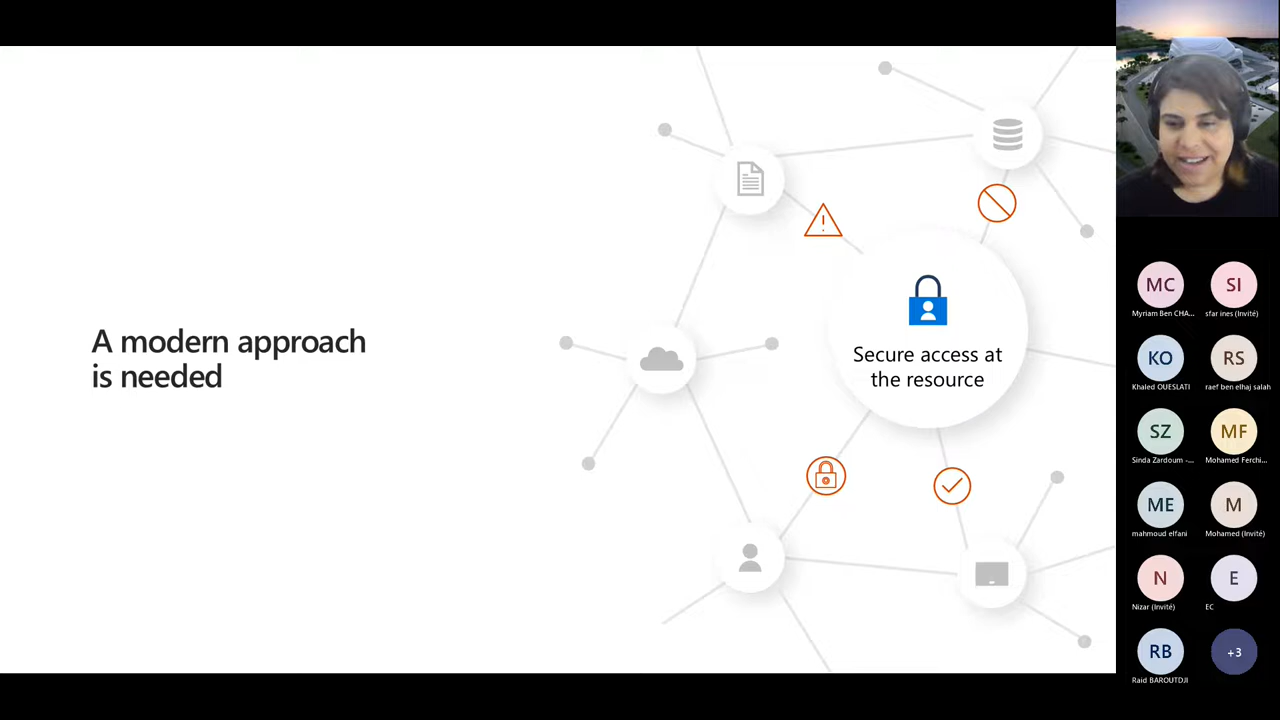 A modern approach
is needed
Secure access at
the resource
MC
SI
Myriam Ben CHA...
sfar ines (Invité)
KO
RS
Khaled OUESLATI
raef ben elhaj salah
SZ
MF
Sinda Zardoum -...
Mohamed Ferchi...
ME
M
mahmoud elfani
Mohamed (Invité)
N
E
Nizar (Invité)
EC
RB
+3
Raid BAROUTDJI